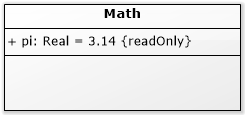 Math
+ pi: Real = 3.14 {readOnly}